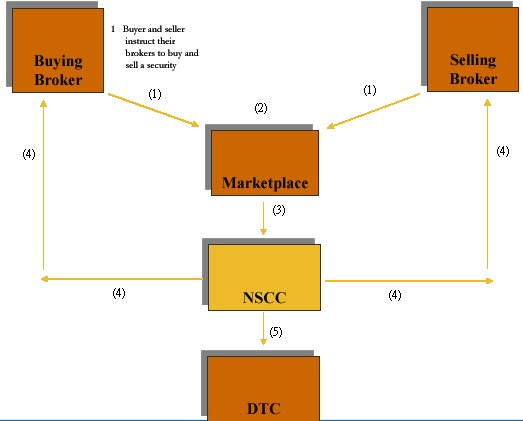 Buying
Broker
1 Buyer and seller
instruct their
brokers to buy and
sell a security
Selling
Broker
(1)
(1)
(2)
(4)
(4)
Marketplace
(3)
NSCC
(4)
(4)
(5)
DTC